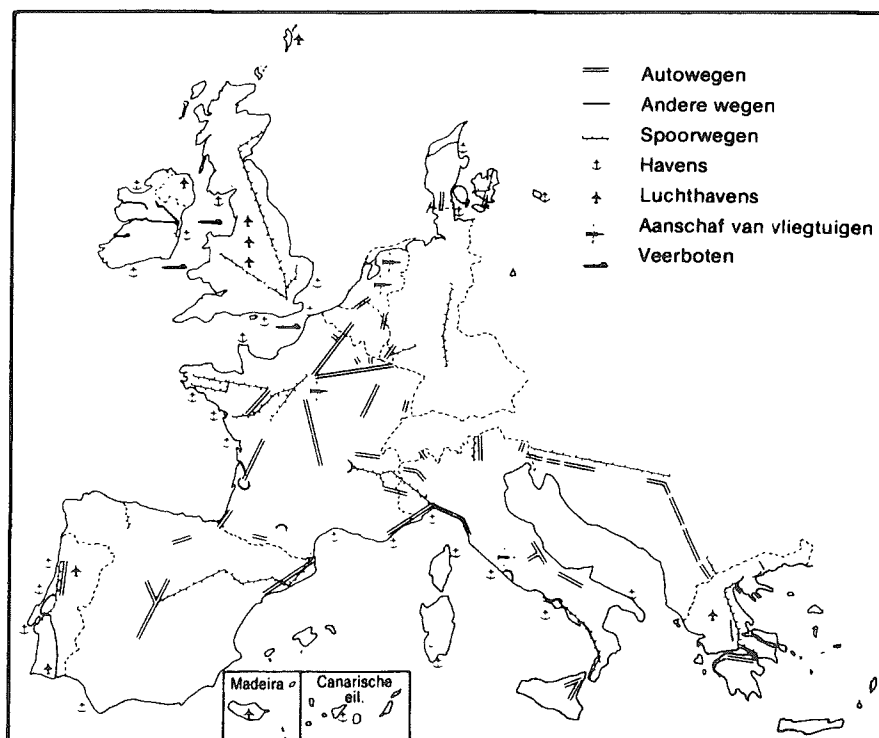 Autowegen
Andere wegen
Spoorwegen
Havens
Luchthavens
Aanschaf van vliegtuigen
Veerboten
Madeira
Canarische
eil.